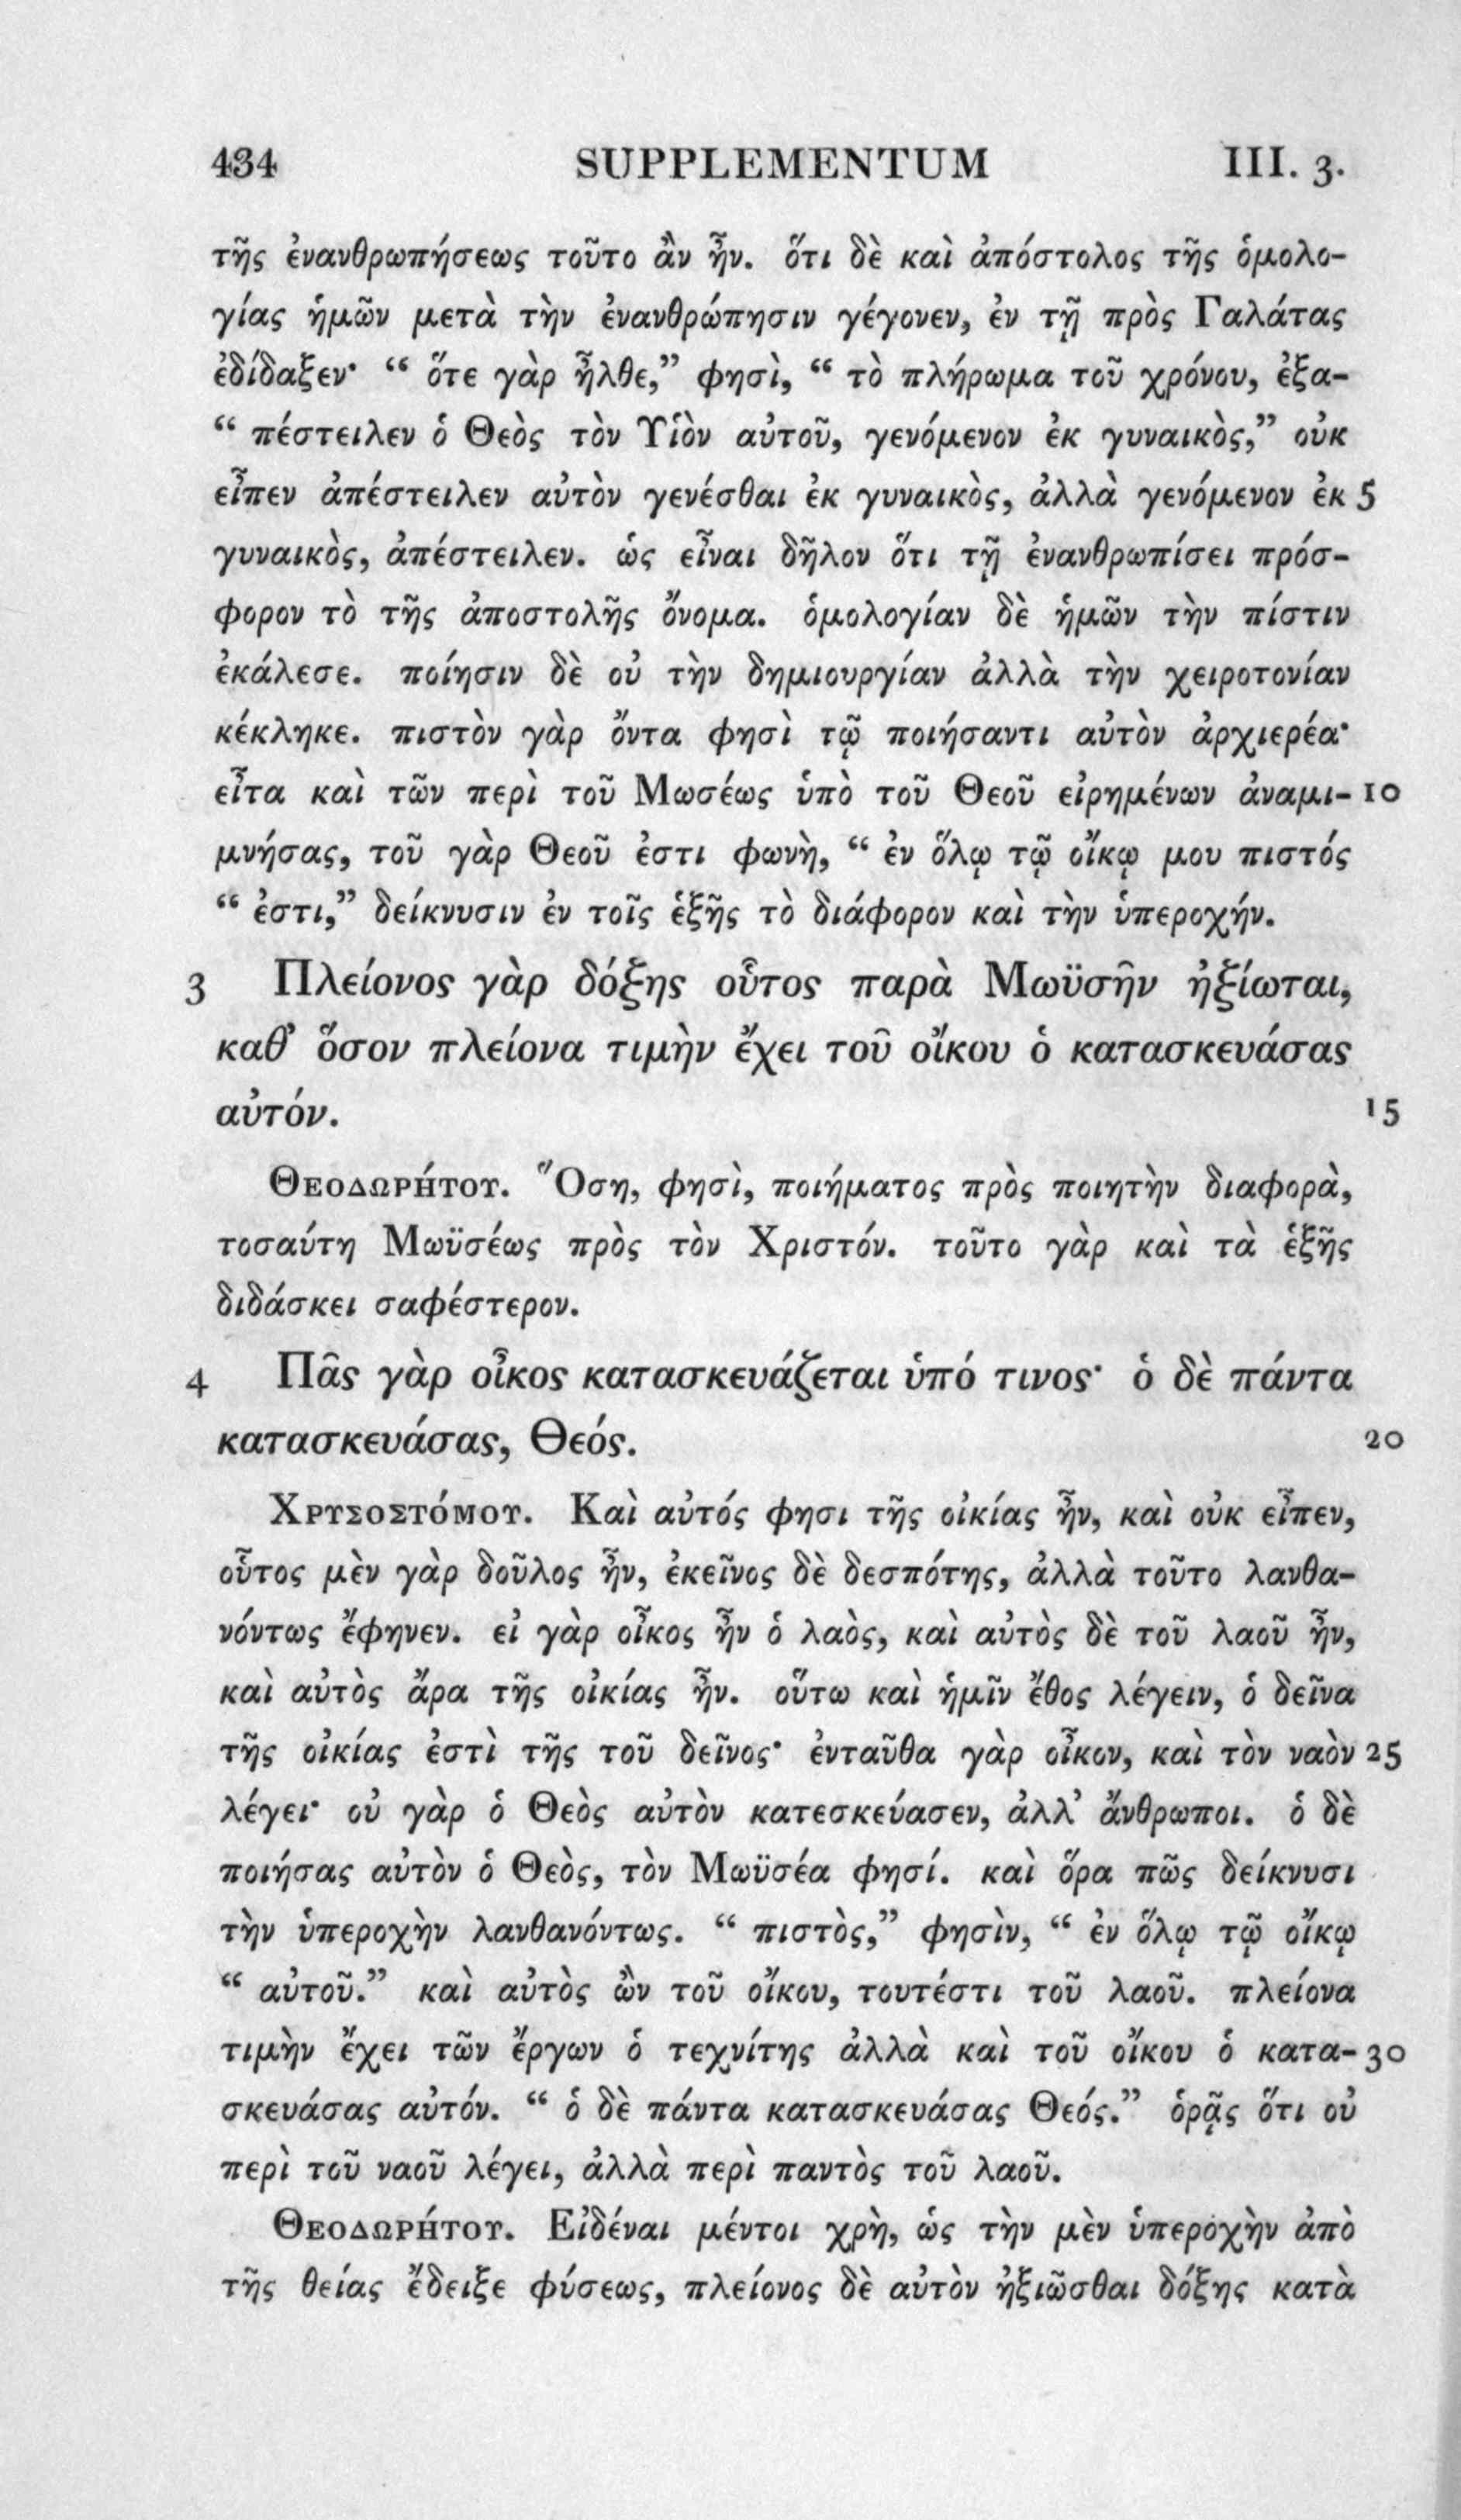 434 SUPPLEMENTUM III. 3.
τῆς ἐνανθρωπήσεως τοῦτο ἂν ἦν. ὅτι δὲ καὶ ἀπόστολος τῆς ὁμολο-
γίας ἡμῶν μετὰ τὴν ἐνανθρώπησιν γέγονεν, ἐν τῇ πρὸς Γαλάτας
ἐδίδαξεν· “ ὅτε γὰρ ἦλθε,” φησὶ, “ τὸ πλήρωμα τοῦ χρόνου, ἐξα-
“ πέστειλεν ὁ Θεὸς τὸν Υἱὸν αὐτοῦ, γενόμενον ἐκ γυναικὸς,” οὐκ
εἶπεν ἀπέστειλεν αὐτὸν γενέσθαι ἐκ γυναικὸς, ἀλλὰ γενόμενον ἐκ 5
γυναικὸς, ἀπέστειλεν. ὡς εἶναι δῆλον ὅτι τῇ ἐνανθρωπίσει πρόσ-
φορον τὸ τῆς ἀποστολῆς ὄνομα. ὁμολογίαν δὲ ἡμῶν τὴν πίστιν
ἐκάλεσε. ποίησιν δὲ οὐ τὴν δημιουργίαν ἀλλὰ τὴν χειροτονίαν
κέκληκε. πιστὸν γὰρ ὄντα φησὶ τῷ ποιήσαντι αὐτὸν ἀρχιερέα·
εἶτα καὶ τῶν περὶ τοῦ Μωσέως ὑπὸ τοῦ Θεοῦ εἰρημένων ἀναμι- 10
μνήσας, τοῦ γὰρ Θεοῦ ἐστι φωνὴ, “ ἐν ὅλῳ τῷ οἴκῳ μου πιστός
“ ἐστι,” δείκνυσιν ἐν τοῖς ἑξῆς τὸ διάφορον καὶ τὴν ὑπεροχήν.
3 Πλείονος γὰρ δόξης οὗτος παρὰ Μωϋσῆν ἠξίωται,
καθ’ ὅσον πλείονα τιμὴν ἔχει τοῦ οἴκου ὁ κατασκευάσας
αὐτόν. 15
Θεοδωρήτου. Ὅση, φησὶ, ποιήματος πρὸς ποιητὴν διαφορὰ,
τοσαύτη Μωϋσέως πρὸς τὸν Χριστόν. τοῦτο γὰρ καὶ τὰ ἑξῆς
διδάσκει σαφέστερον.
4 Πᾶς γὰρ οἶκος κατασκευάζεται ὑπό τινος· ὁ δὲ πάντα
κατασκευάσας, Θεός. 20
Χρυσοστόμου. Καὶ αὐτός φησι τῆς οἰκίας ἦν, καὶ οὐκ εἶπεν,
οὗτος μὲν γὰρ δοῦλος ἦν, ἐκεῖνος δὲ δεσπότης, ἀλλὰ τοῦτο λανθα-
νόντως ἔφηνεν. εἰ γὰρ οἶκος ἦν ὁ λαὸς, καὶ αὐτὸς δὲ τοῦ λαοῦ ἦν,
καὶ αὐτὸς ἄρα τῆς οἰκίας ἦν. οὕτω καὶ ἡμῖν ἔθος λέγειν, ὁ δεῖνα
τῆς οἰκίας ἐστὶ τῆς τοῦ δεῖνος· ἐνταῦθα γὰρ οἶκον, καὶ τὸν ναὸν 25
λέγει· οὐ γὰρ ὁ Θεὸς αὐτὸν κατεσκεύασεν, ἀλλ’ ἄνθρωποι. ὁ δὲ
ποιήσας αὐτὸν ὁ Θεὸς, τὸν Μωϋσέα φησί. καὶ ὅρα πῶς δείκνυσι
τὴν ὑπεροχὴν λανθανόντως. “ πιστὸς,” φησὶν, “ ἐν ὅλῳ τῷ οἴκῳ
“ αὐτοῦ.” καὶ αὐτὸς ὢν τοῦ οἴκου, τουτέστι τοῦ λαοῦ. πλείονα
τιμὴν ἔχει τῶν ἔργων ὁ τεχνίτης ἀλλὰ καὶ τοῦ οἴκου ὁ κατα- 30
σκευάσας αὐτόν. “ ὁ δὲ πάντα κατασκευάσας Θεός.” ὁρᾷς ὅτι οὐ
περὶ τοῦ ναοῦ λέγει, ἀλλὰ περὶ παντὸς τοῦ λαοῦ.
Θεοδωρήτου. Εἰδέναι μέντοι χρὴ, ὡς τὴν μὲν ὑπεροχὴν ἀπὸ
τῆς θείας ἔδειξε φύσεως, πλείονος δὲ αὐτὸν ἠξιῶσθαι δόξης κατὰ